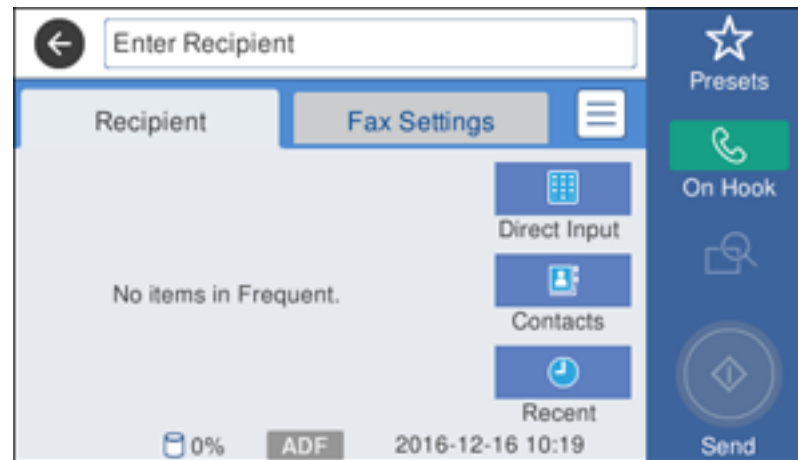 Enter Recipient
Presets
Recipient
Fax Settings
On Hook
Direct Input
No items in Frequent.
Contacts
Recent
0%
ADF
2016-12-16 10:19
Send